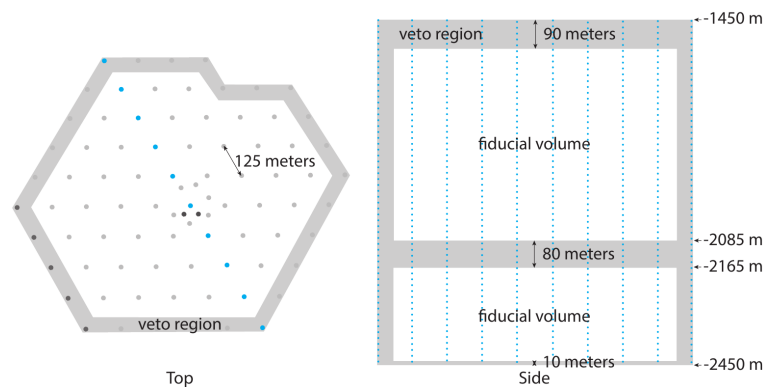 125 meters
veto region
Top
veto region
90 meters
-1450 m
fiducial volume
-2085 m
80 meters
-2165 m
fiducial volume
10 meters
-2450 m
Side